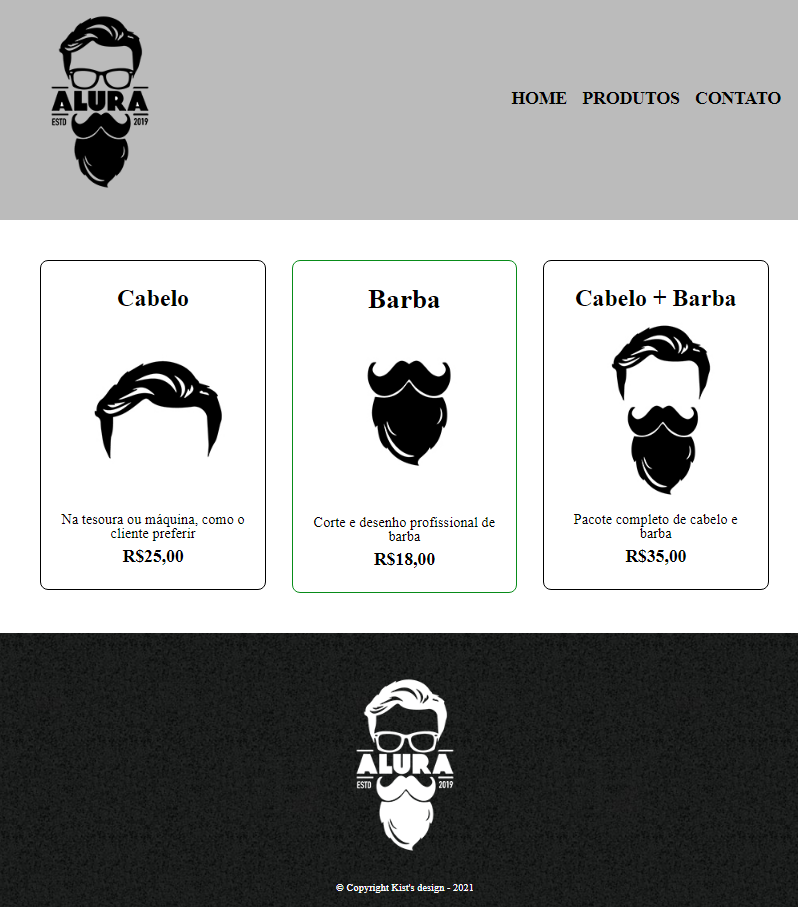 ALURA
ESTD 2019
HOME PRODUTOS CONTATO
Cabelo
Na tesoura ou máquina, como o
cliente preferir
R$25,00
Barba
Corte e desenho profissional de
barba
R$18,00
Cabelo + Barba
Pacote completo de cabelo e
barba
R$35,00
ALURA
ESTD 2019
© Copyright Kist's design - 2021